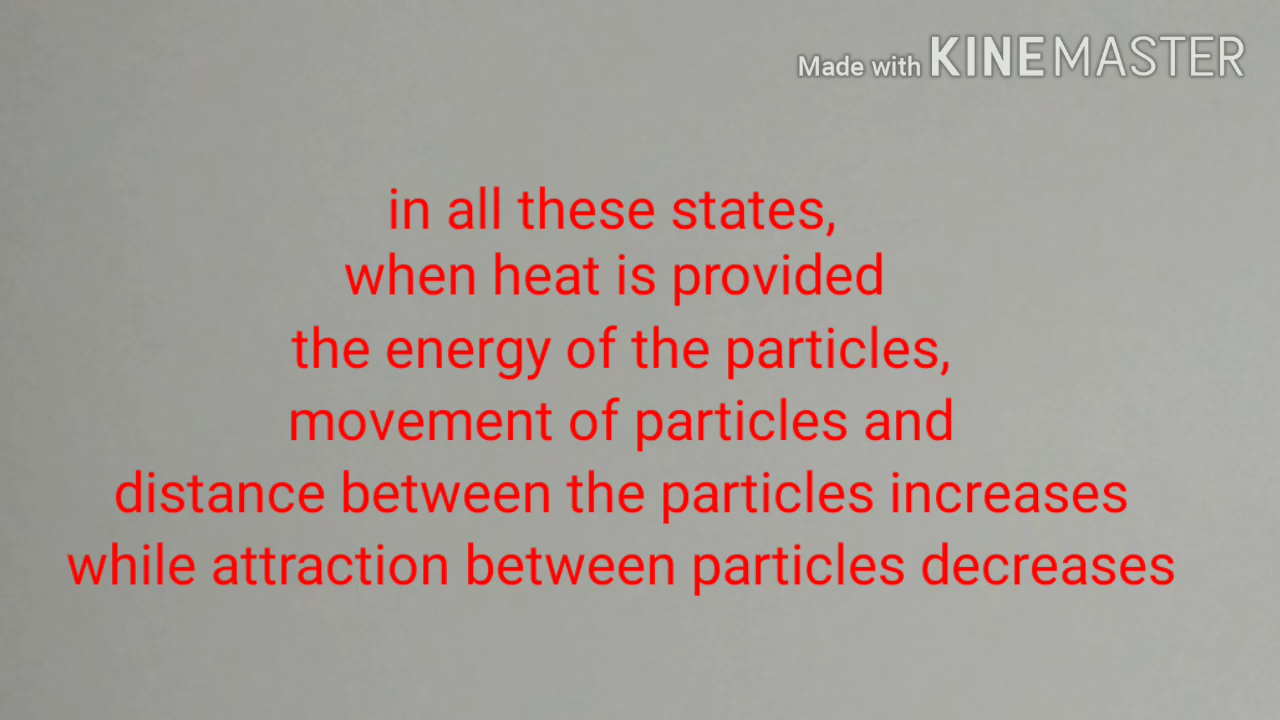 Made with KINEMASTER
in all these states,
when heat is provided
the energy of the particles,
movement of particles and
distance between the particles increases
while attraction between particles decreases